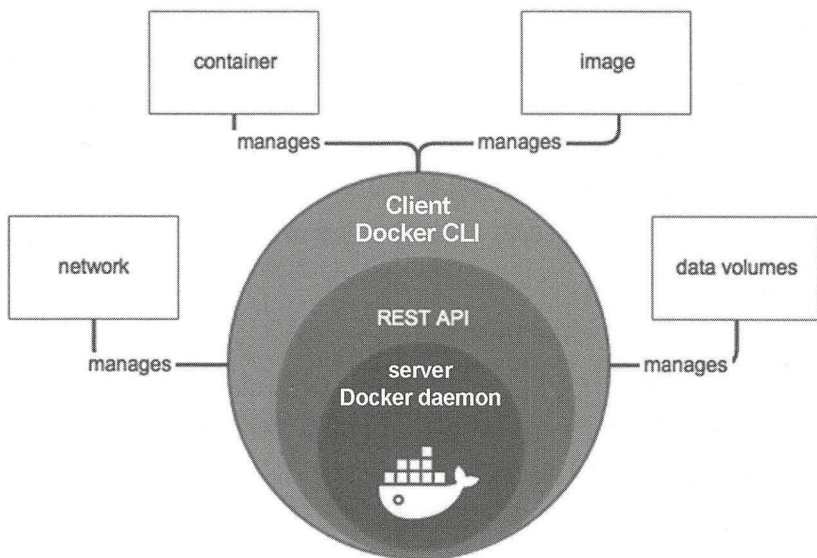 container
image
manages
manages
Client
Docker CLI
network
data volumes
REST API
manages
server
manages
Docker daemon